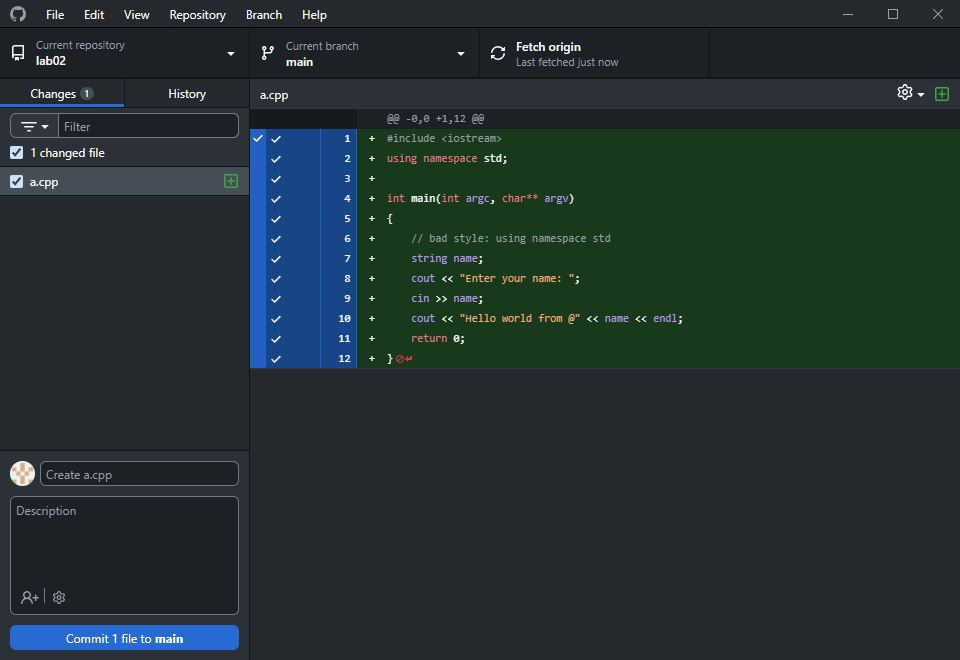 File Edit View Repository Branch Help
Current repository
lab02
Current branch
main
Fetch origin
Last fetched just now
Changes 1
History
a.cpp
Filter
1 changed file
a.cpp
@@ -0,0 +1,12 @@
1 + #include <iostream>
2 + using namespace std;
3 +
4 + int main(int argc, char** argv)
5 + {
6 + // bad style: using namespace std
7 + string name;
8 + cout << "Enter your name: ";
9 + cin >> name;
10 + cout << "Hello world from @" << name << endl;
11 + return 0;
12 + }
Create a.cpp
Description
Commit 1 file to main